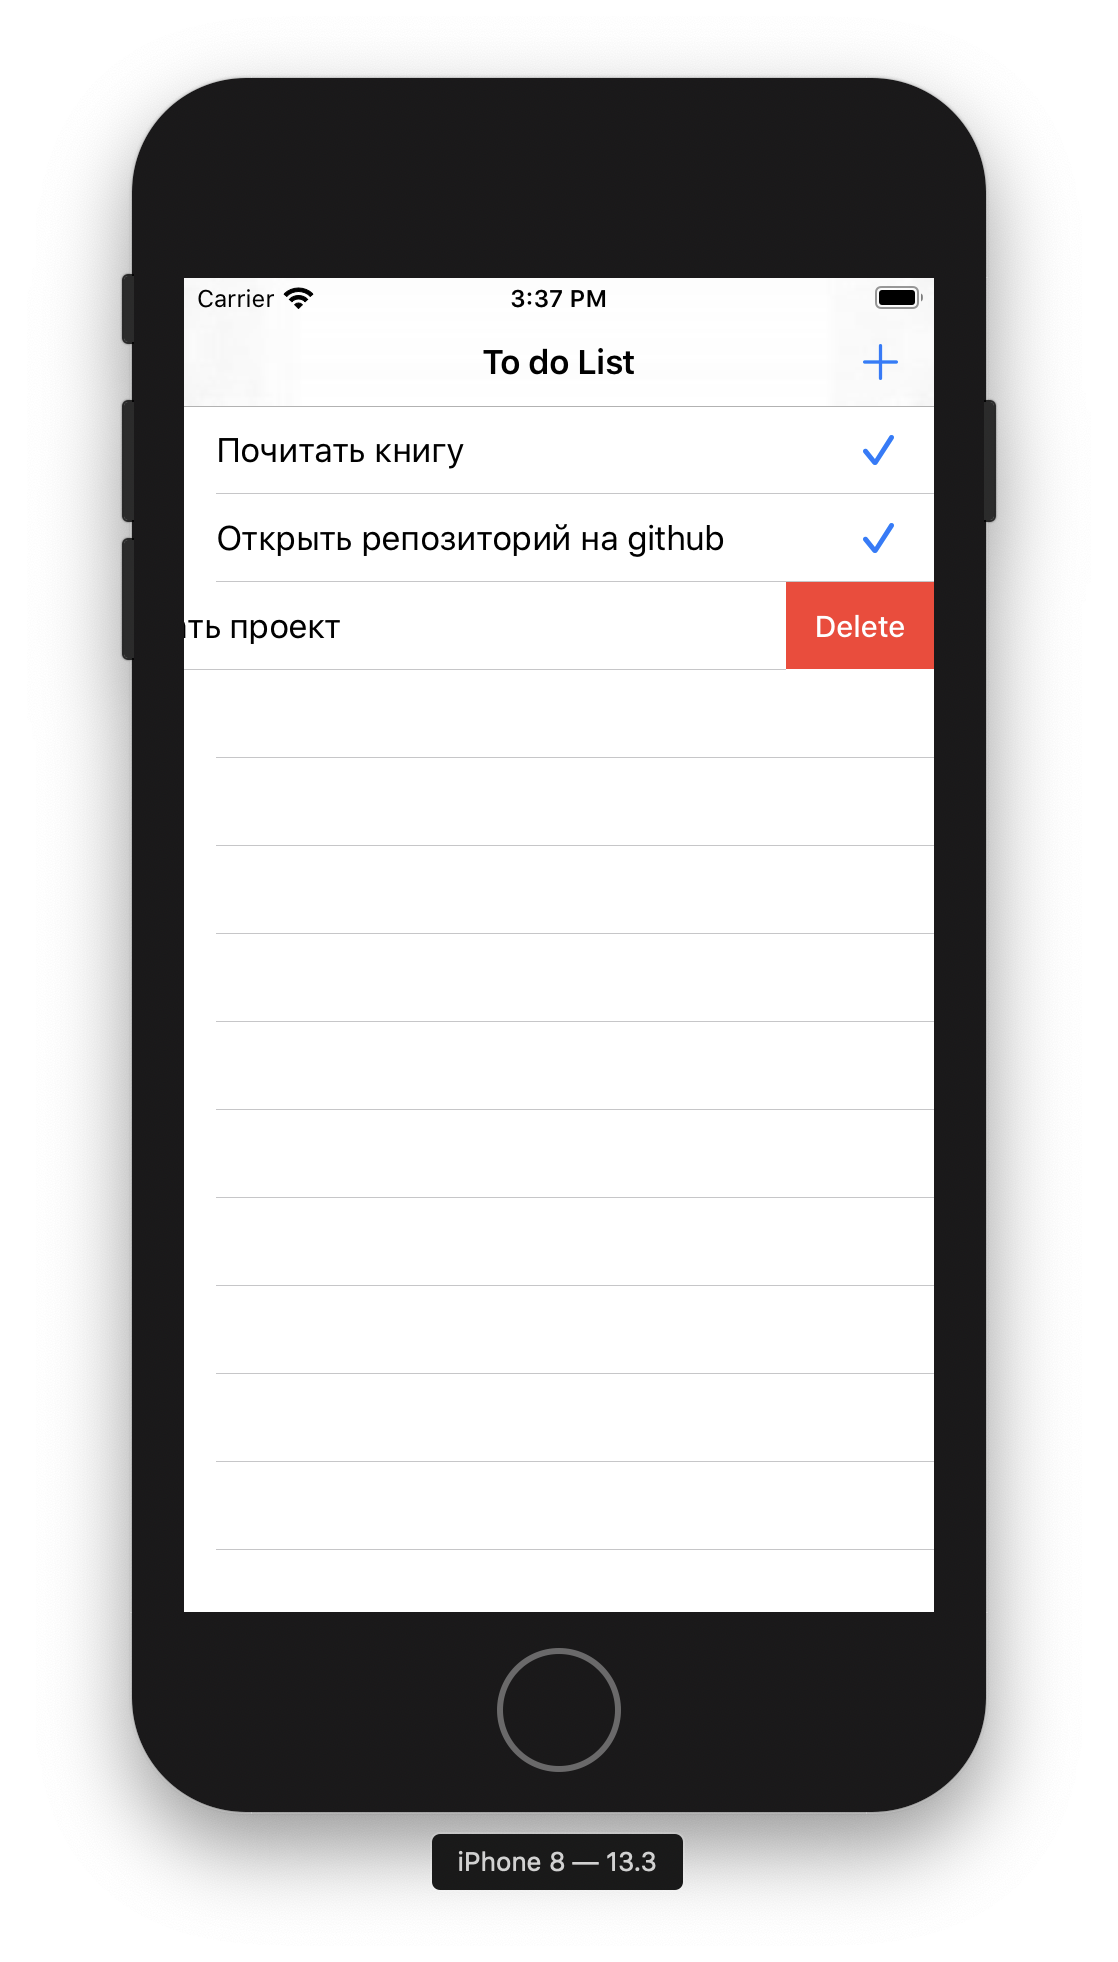 Carrier 3:37 PM
To do List
Почитать книгу
Открыть репозиторий на github
ть проект Delete
iPhone 8 — 13.3